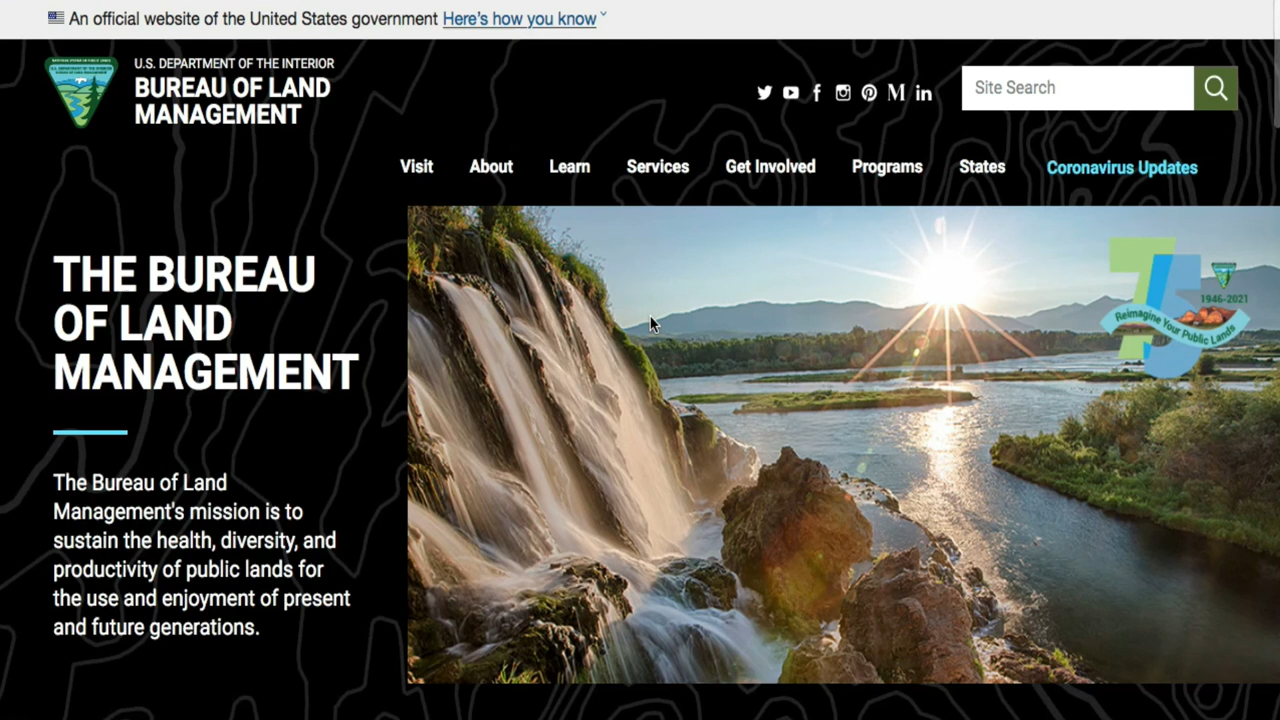 An official website of the United States government Here's how you know
U.S. DEPARTMENT OF THE INTERIOR
BUREAU OF LAND
MANAGEMENT
Site Search
Visit About Learn Services Get Involved Programs States Coronavirus Updates
THE BUREAU
OF LAND
MANAGEMENT
The Bureau of Land
Management's mission is to
sustain the health, diversity, and
productivity of public lands for
the use and enjoyment of present
and future generations.
75
1946-2021
Reimagine Your Public Lands